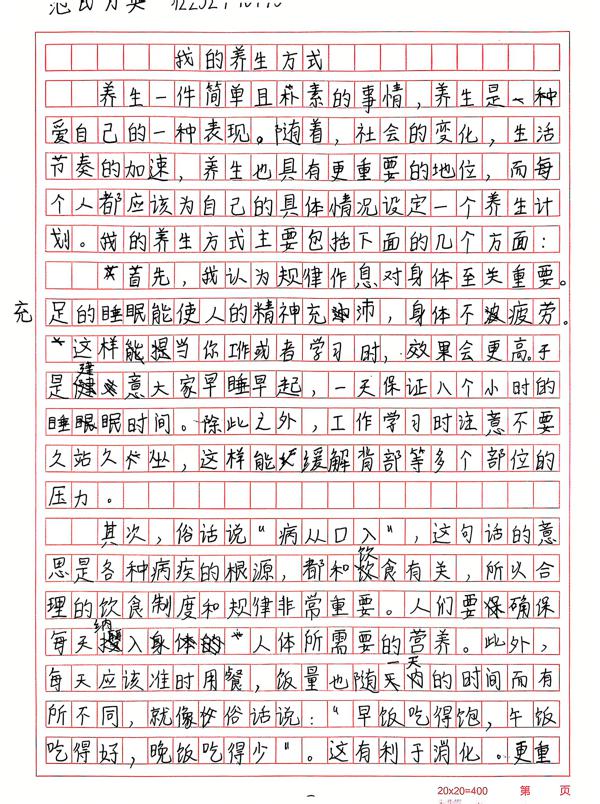 我的养生方式
养生一件简单且朴素的事情，养生是一种
爱自己的一种表现。随着，社会的变化，生活
节奏的加速，养生也具有更重要的地位，而每
个人都应该为自己的具体情况设定一个养生计
划。我的养生方式主要包括下面的几个方面：
首先，我认为规律作息对身体至关重要。
充足的睡眠能使人的精神充沛，身体不疲劳。
这样能提当你工作或者学习时，效果会更高。于
是建意大家早睡早起，一天保证八个小时的
睡眠眠时间。除此之外，工作学习时注意不要
久站久坐，这样能缓解背部等多个部位的
压力。
其次，俗话说“病从口入”，这句话的意
思是各种病疾的根源，都和饮食有关，所以合
理的饮食制度和规律非常重要。人们要确保
每天纳入人体所需要的营养。此外，
每天应该准时用餐，饭量也随一天内的时间而有
所不同，就像俗话说：“早饭吃得饱，午饭
吃得好，晚饭吃得少”。这有利于消化。更重
20x20=400 第 页